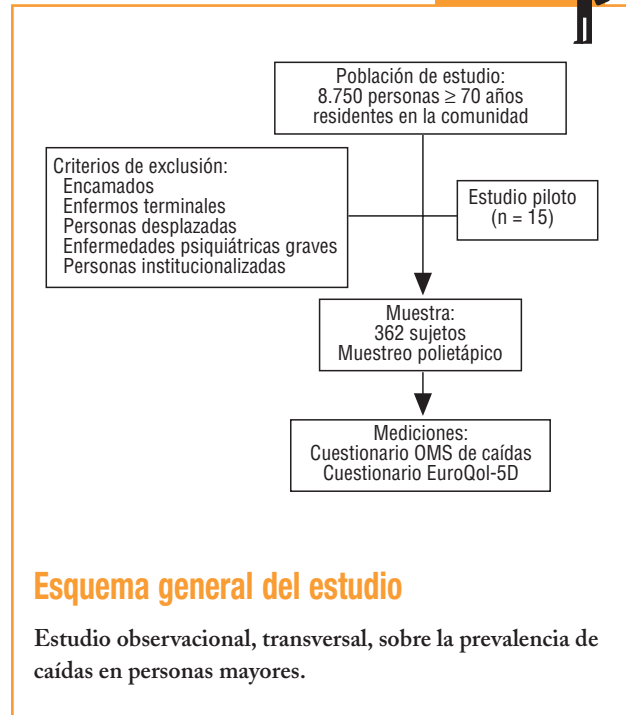 Población de estudio:
8.750 personas ≥ 70 años
residentes en la comunidad
Criterios de exclusión:
Encamados
Enfermos terminales
Personas desplazadas
Enfermedades psiquiátricas graves
Personas institucionalizadas
Estudio piloto
(n = 15)
Muestra:
362 sujetos
Muestreo polietápico
Mediciones:
Cuestionario OMS de caídas
Cuestionario EuroQol-5D
Esquema general del estudio
Estudio observacional, transversal, sobre la prevalencia de
caídas en personas mayores.